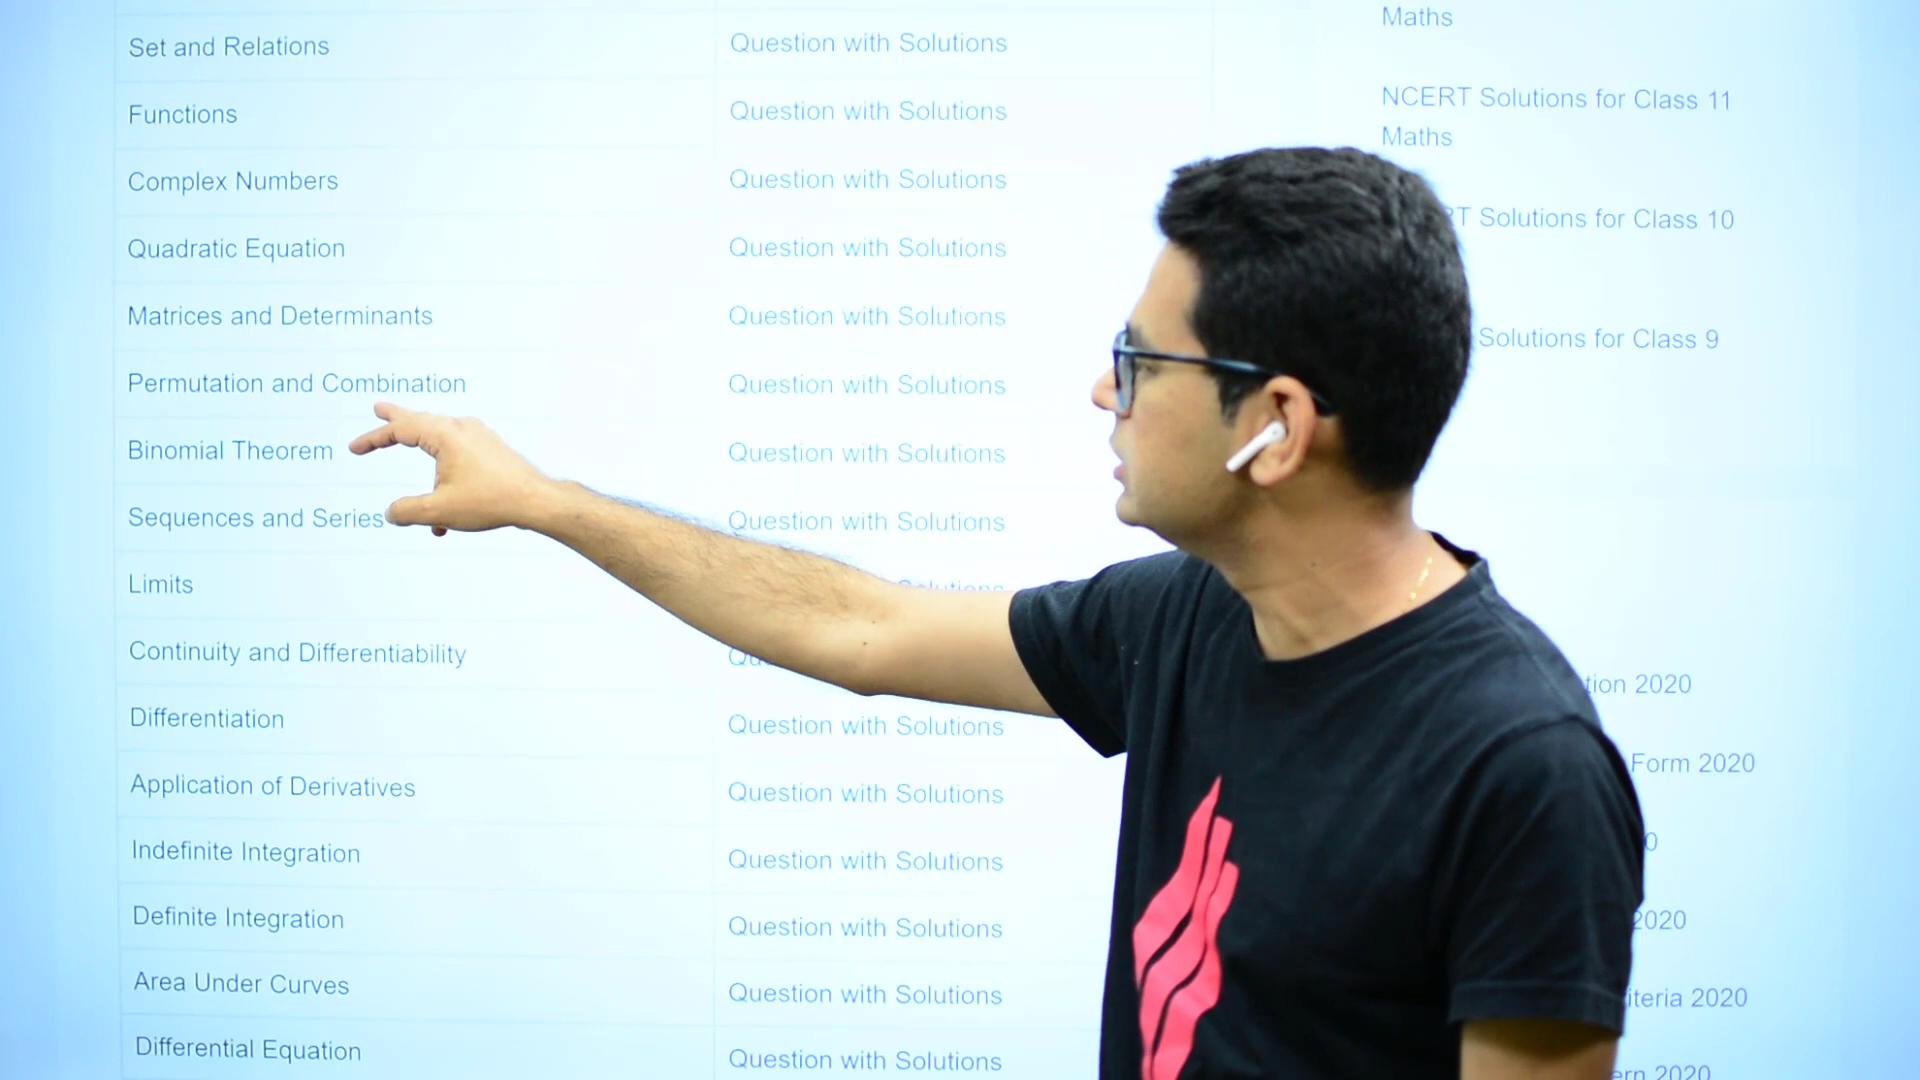 Set and Relations Question with Solutions
Functions Question with Solutions
Complex Numbers Question with Solutions
Quadratic Equation Question with Solutions
Matrices and Determinants Question with Solutions
Permutation and Combination Question with Solutions
Binomial Theorem Question with Solutions
Sequences and Series Question with Solutions
Limits Solutions
Continuity and Differentiability
Differentiation Question with Solutions
Application of Derivatives Question with Solutions
Indefinite Integration Question with Solutions
Definite Integration Question with Solutions
Area Under Curves Question with Solutions
Differential Equation Question with Solutions
Maths
NCERT Solutions for Class 11
Maths
Solutions for Class 10
Solutions for Class 9
2020
Form 2020
2020
2020
2020